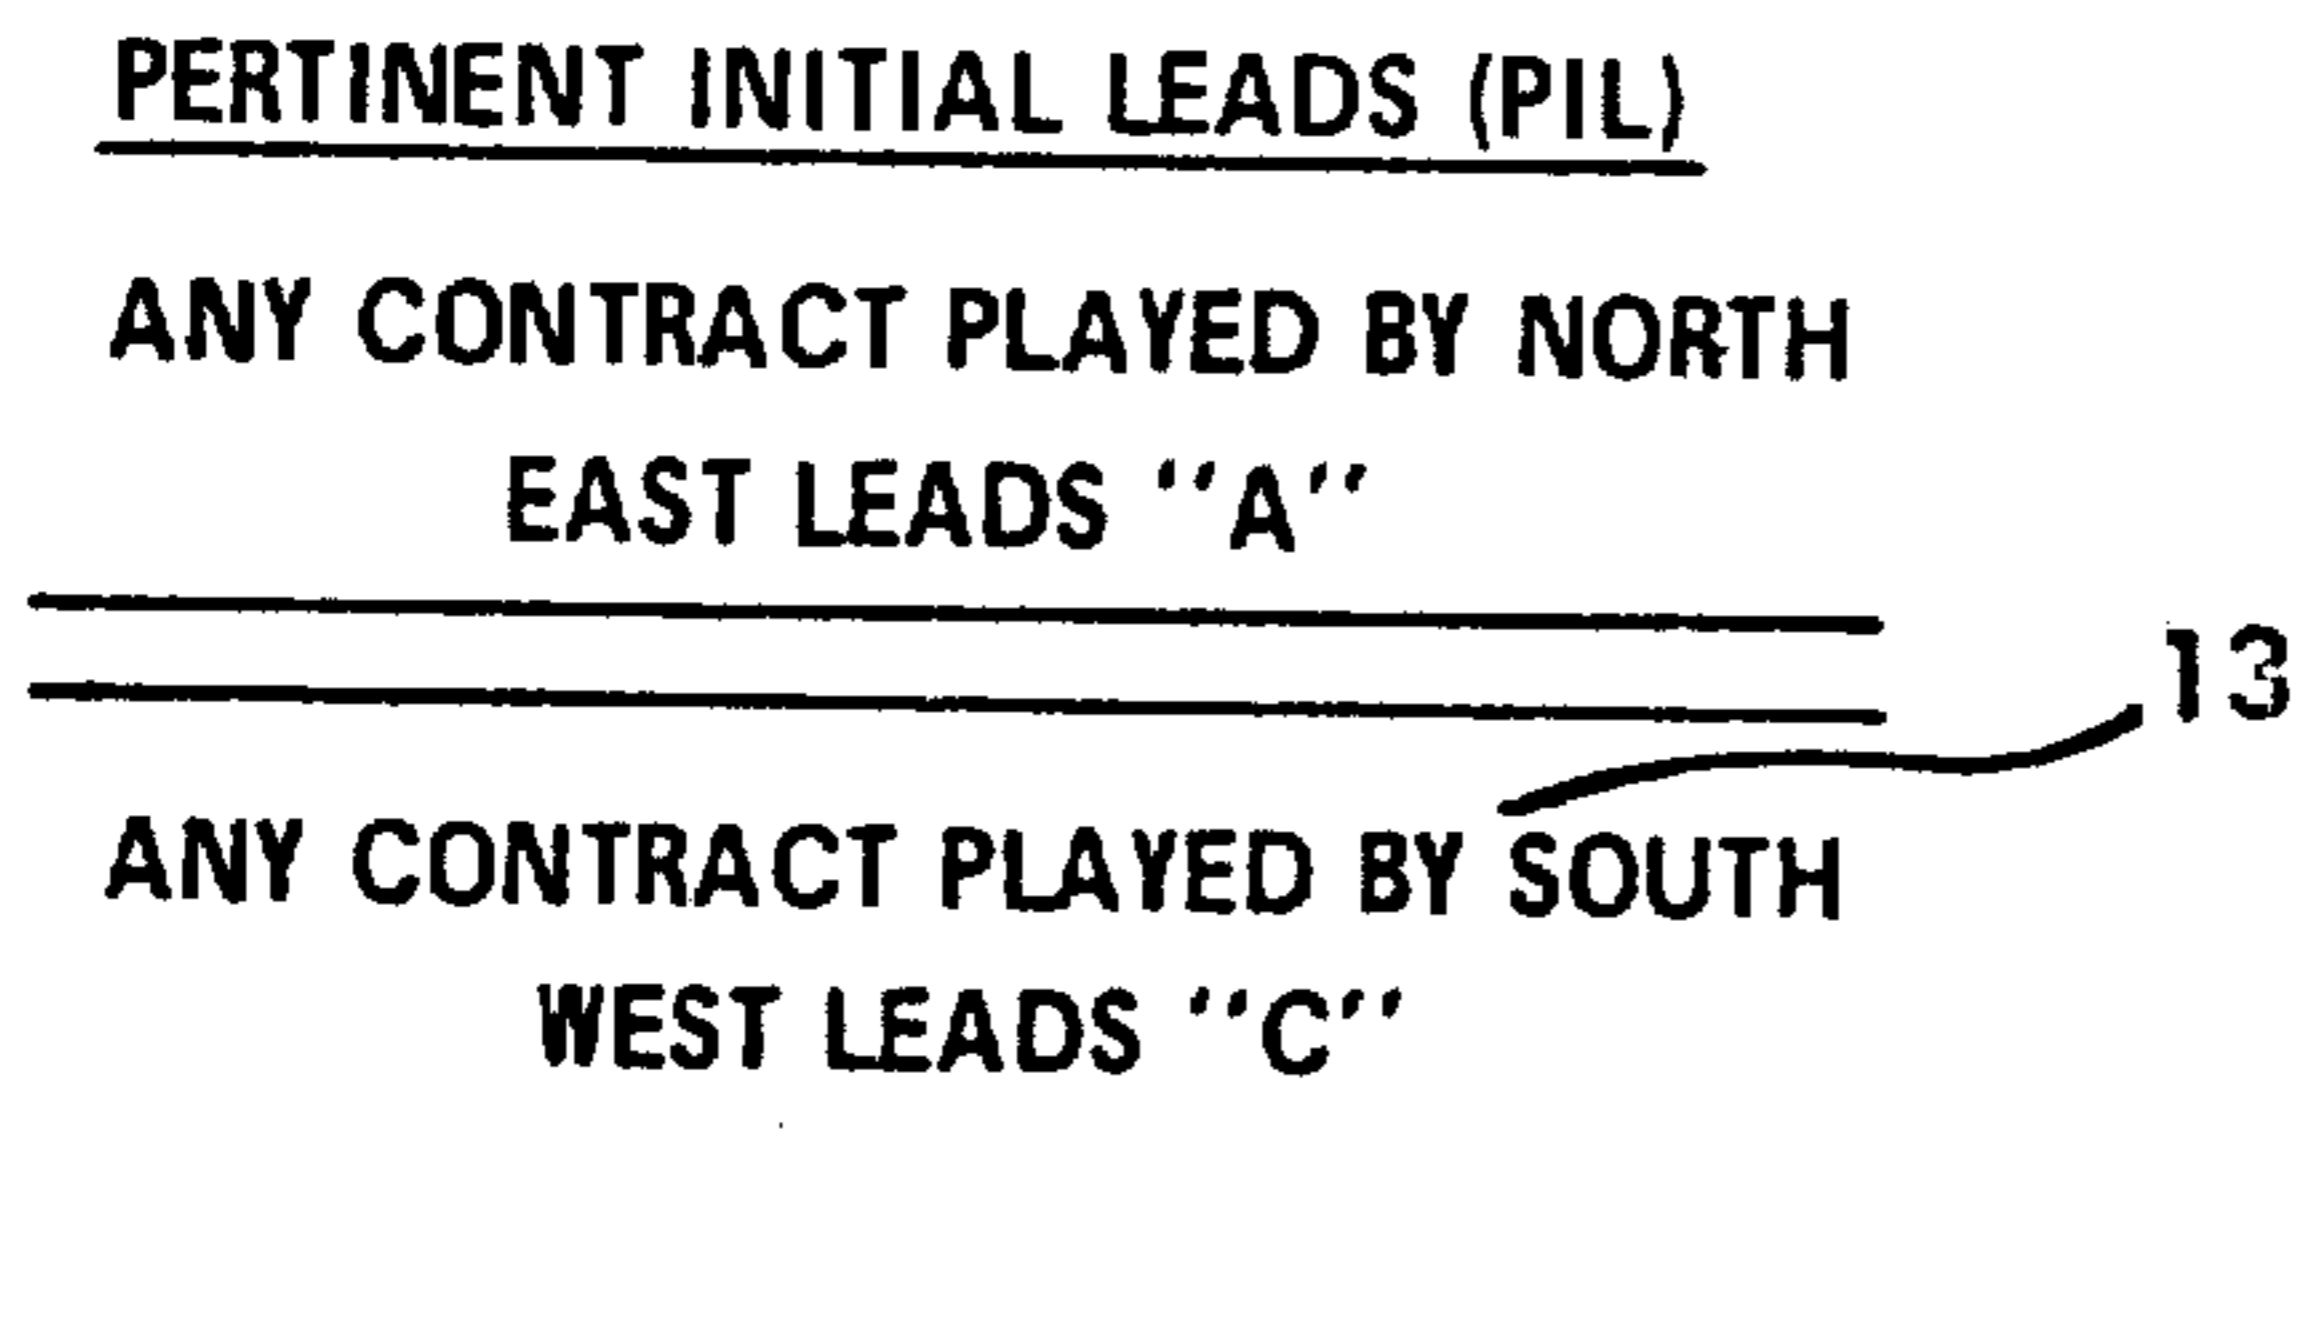 PERTINENT INITIAL LEADS (PIL)
ANY CONTRACT PLAYED BY NORTH
EAST LEADS "A"
13
ANY CONTRACT PLAYED BY SOUTH
WEST LEADS "C"